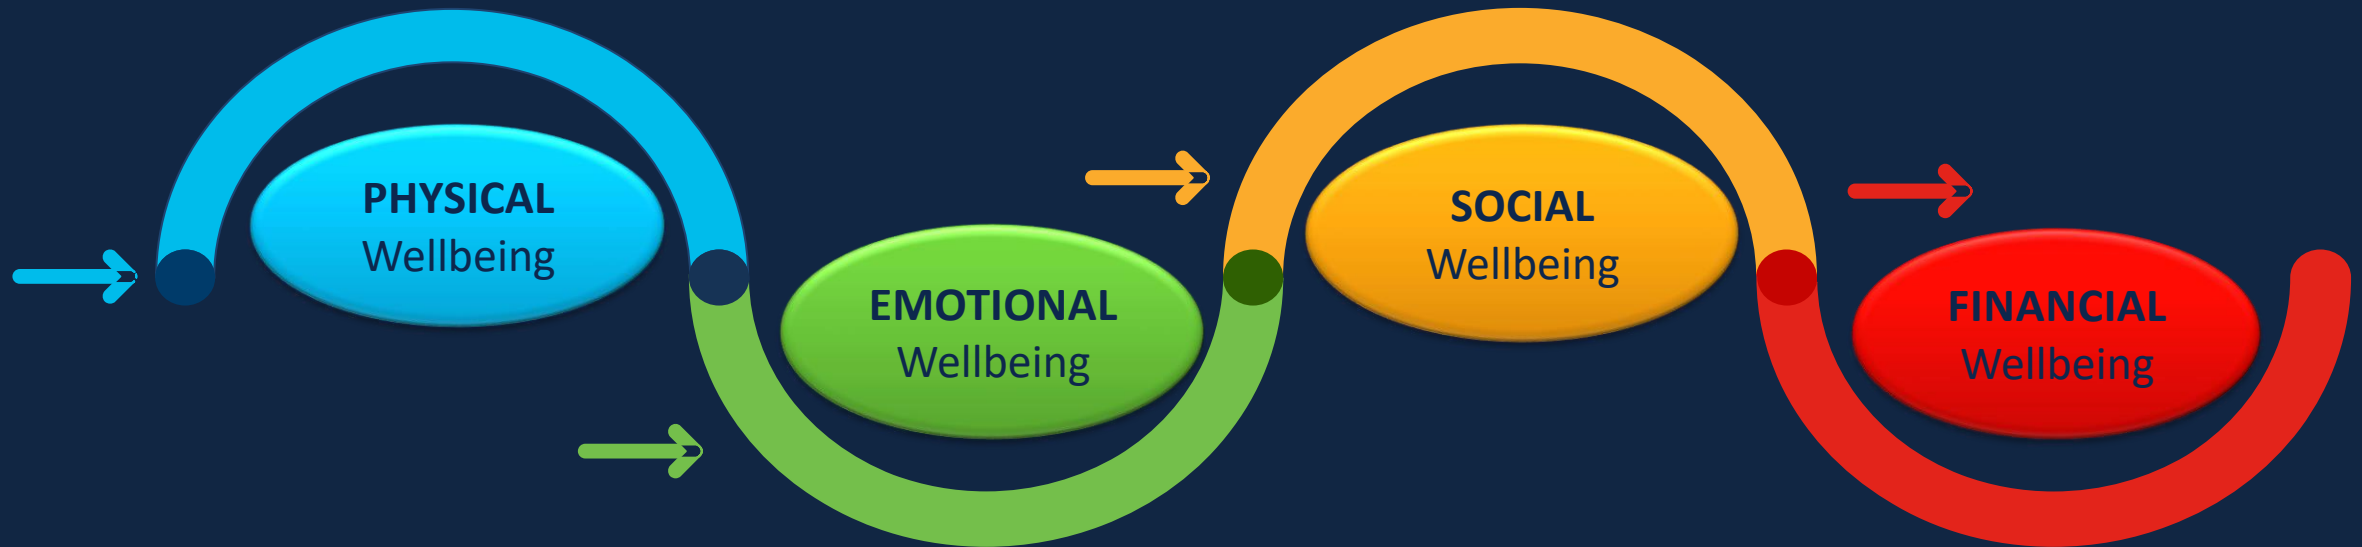 PHYSICAL
Wellbeing
EMOTIONAL
Wellbeing
SOCIAL
Wellbeing
FINANCIAL
Wellbeing